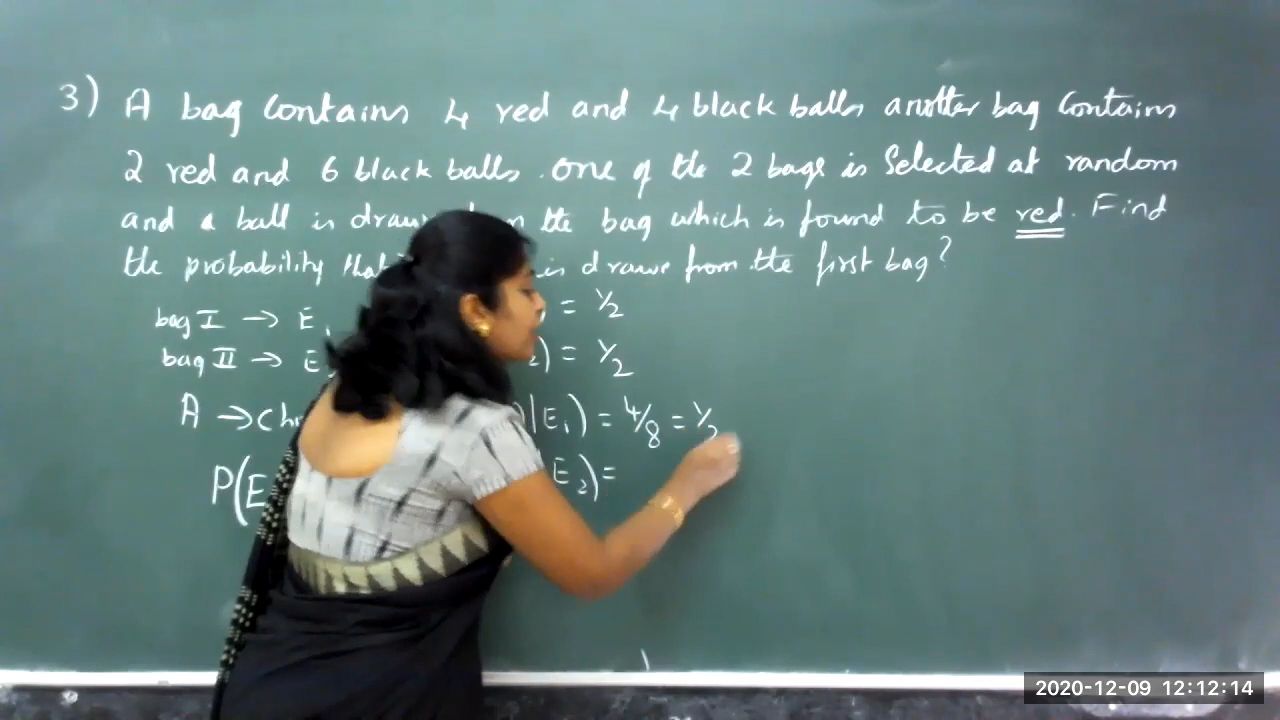 3) A bag contains 4 red and 4 black balls another bag contains
2 red and 6 black balls. One of the 2 bags is selected at random
and a ball is the bag which is found to be red. Find
the probability is drawn from the first bag?
bag I → E₁ = 1/2
bag II → E ) = 1/2
A → |E₁) = 4/8 = 1/2
P(E E₂) =
2020-12-09 12:12:14